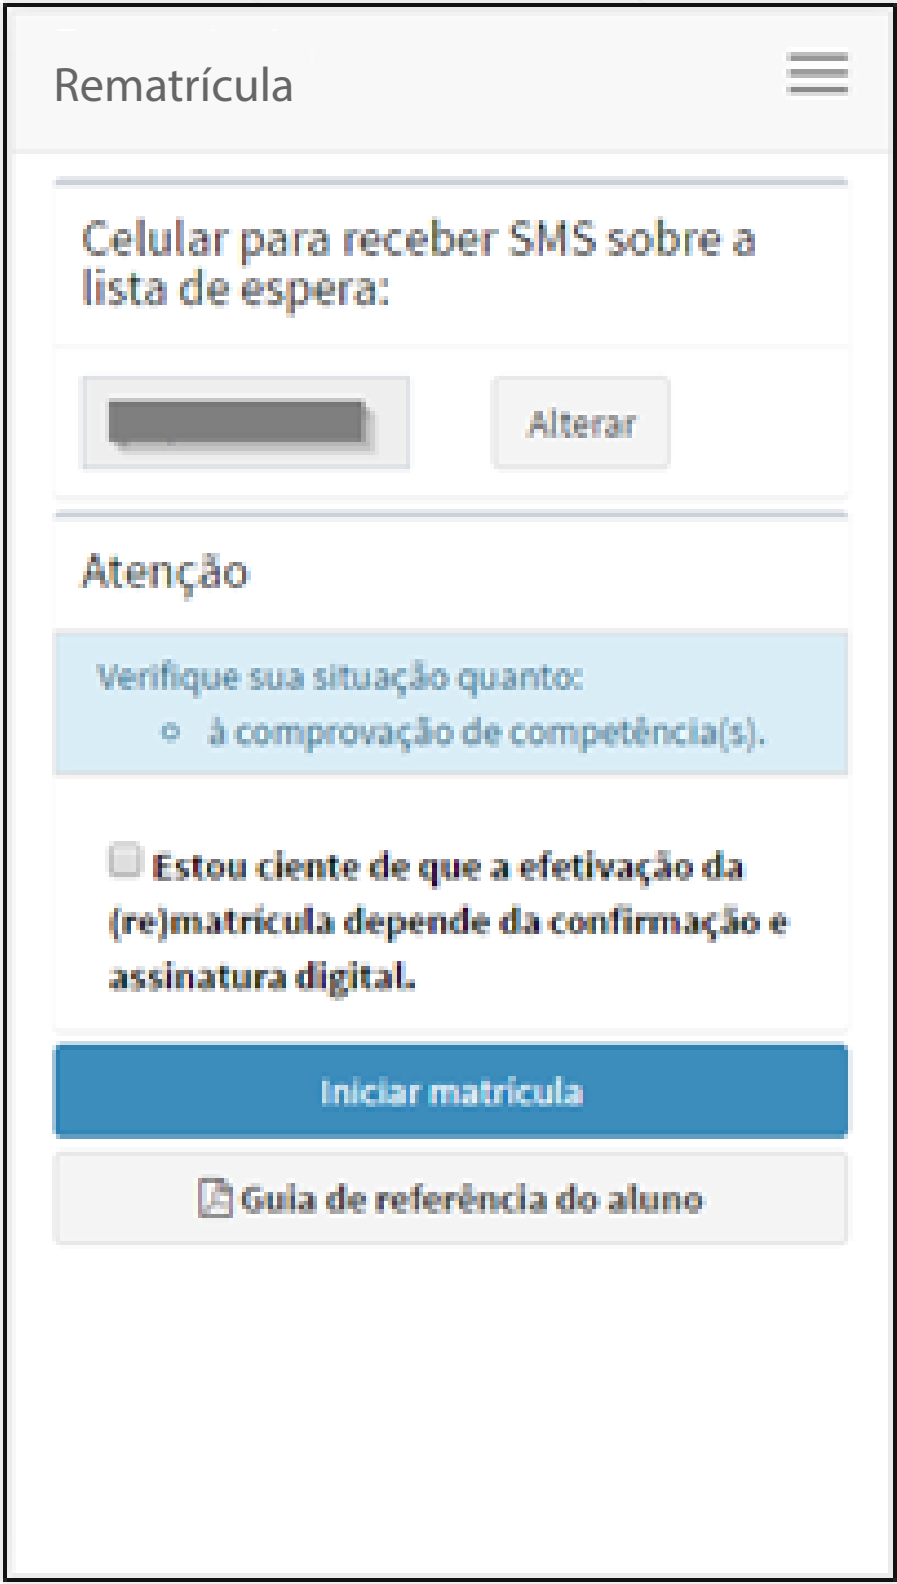 Rematrícula
Celular para receber SMS sobre a
lista de espera:
Alterar
Atenção
Verifique sua situação quanto:
à comprovação de competência(s).
Estou ciente de que a efetivação da
(re)matrícula depende da confirmação e
assinatura digital.
Iniciar matrícula
Guia de referência do aluno